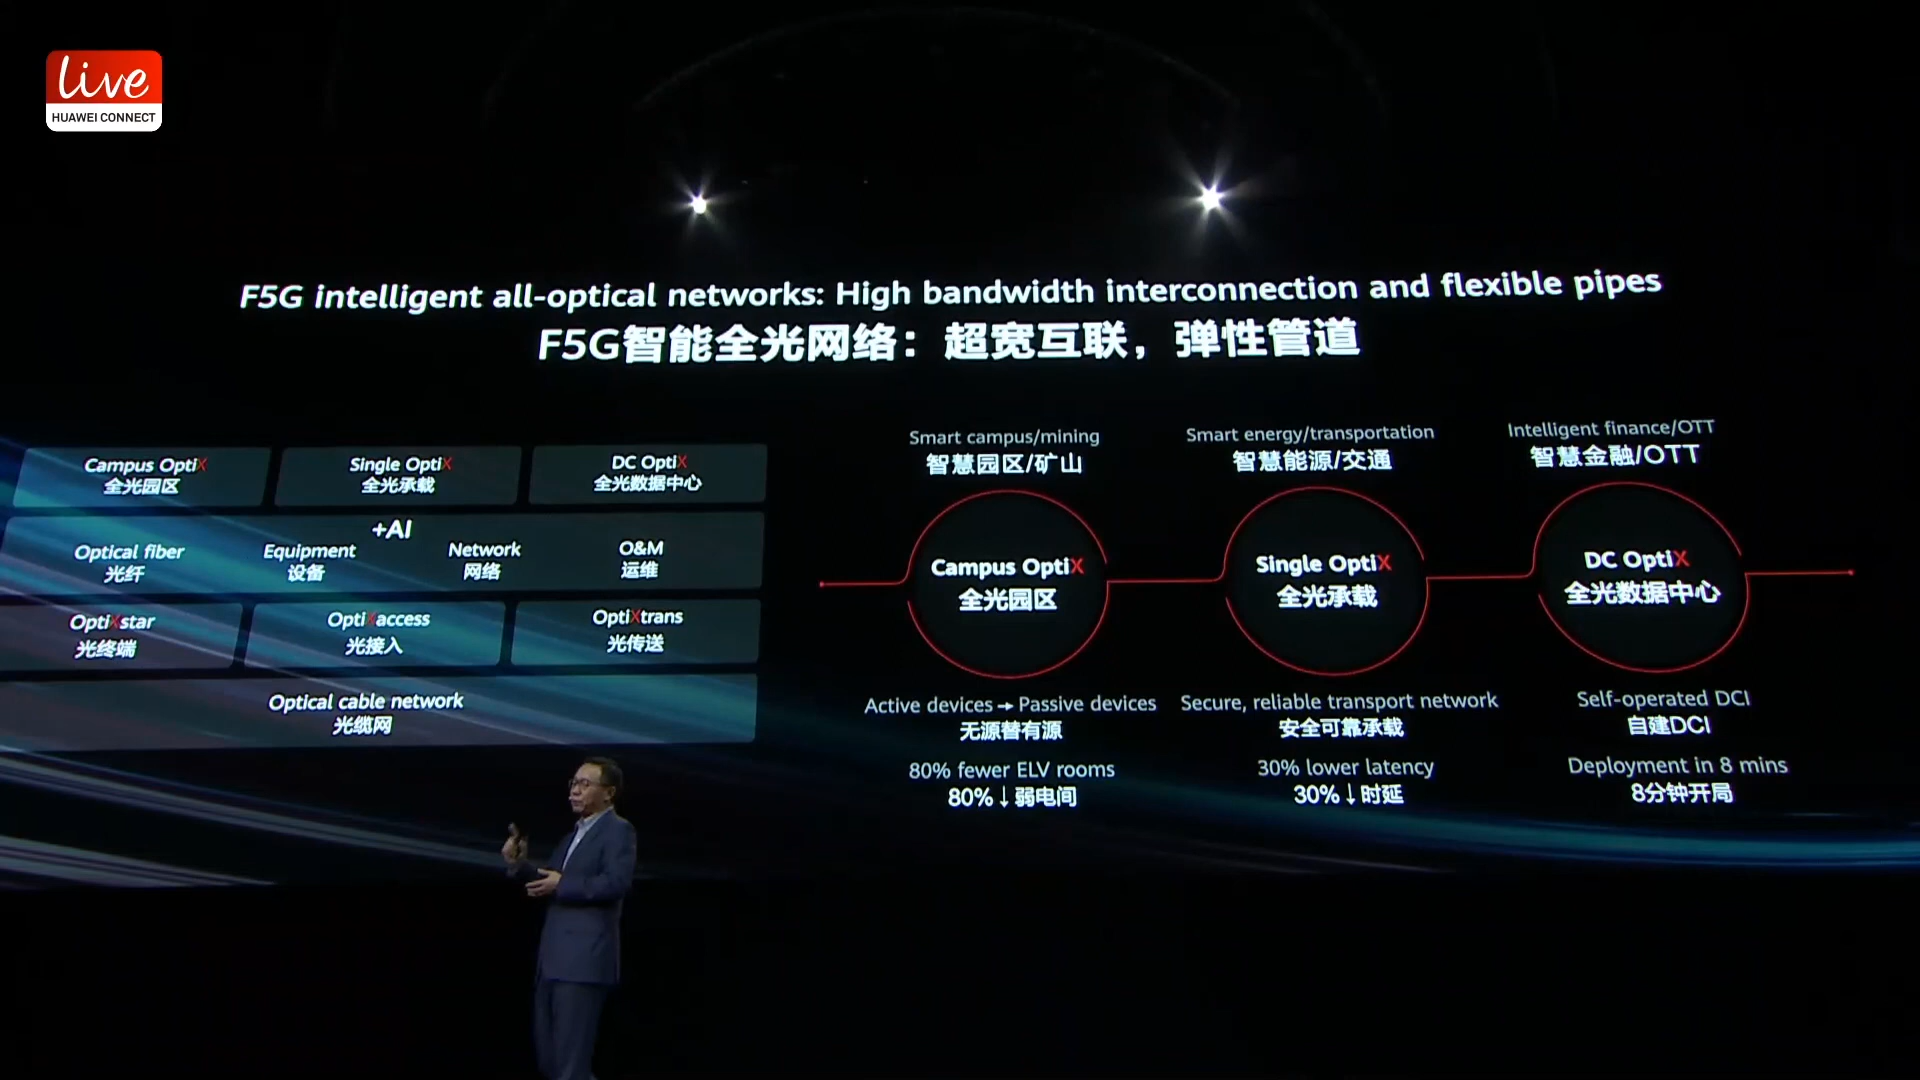 Live
HUAWEI CONNECT
F5G intelligent all-optical networks: High bandwidth interconnection and flexible pipes
F5G智能全光网络：超宽互联，弹性管道
Campus OptiX
全光园区
Single OptiX
全光承载
DC OptiX
全光数据中心
+AI
Optical fiber
光纤
Equipment
设备
Network
网络
O&M
运维
OptiXstar
光终端
OptiXaccess
光接入
OptiXtrans
光传送
Optical cable network
光缆网
Smart campus/mining
智慧园区/矿山
Campus OptiX
全光园区
Active devices → Passive devices
无源替有源
80% fewer ELV rooms
80%↓弱电间
Smart energy/transportation
智慧能源/交通
Single OptiX
全光承载
Secure, reliable transport network
安全可靠承载
30% lower latency
30%↓时延
Intelligent finance/OTT
智慧金融/OTT
DC OptiX
全光数据中心
Self-operated DCI
自建DCI
Deployment in 8 mins
8分钟开局